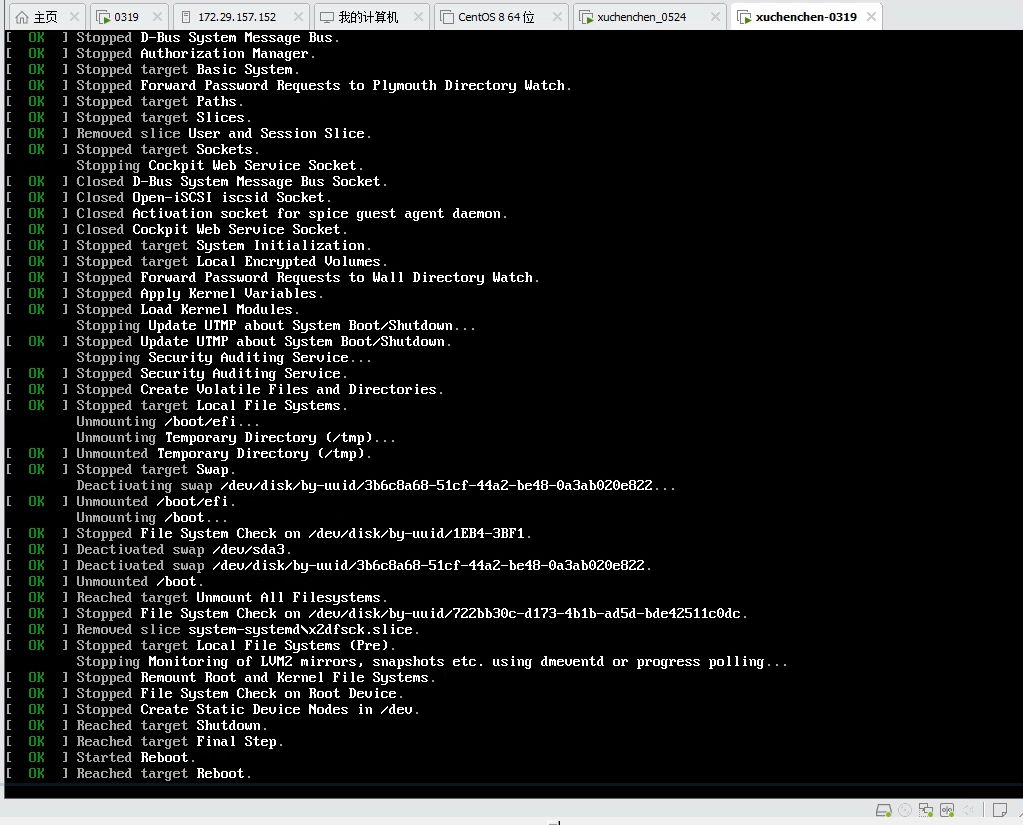 主页 0319 172.29.157.152 我的计算机 CentOS 8 64 位 xuchenchen_0524 xuchenchen-0319
[ OK ] Stopped D-Bus System Message Bus.
[ OK ] Stopped Authorization Manager.
[ OK ] Stopped target Basic System.
[ OK ] Stopped Forward Password Requests to Plymouth Directory Watch.
[ OK ] Stopped target Paths.
[ OK ] Stopped target Slices.
[ OK ] Removed slice User and Session Slice.
[ OK ] Stopped target Sockets.
Stopping Cockpit Web Service Socket.
[ OK ] Closed D-Bus System Message Bus Socket.
[ OK ] Closed Open-iSCSI iscsid Socket.
[ OK ] Closed Activation socket for spice guest agent daemon.
[ OK ] Closed Cockpit Web Service Socket.
[ OK ] Stopped target System Initialization.
[ OK ] Stopped target Local Encrypted Volumes.
[ OK ] Stopped Forward Password Requests to Wall Directory Watch.
[ OK ] Stopped Apply Kernel Variables.
[ OK ] Stopped Load Kernel Modules.
Stopping Update UTMP about System Boot/Shutdown...
[ OK ] Stopped Update UTMP about System Boot/Shutdown.
Stopping Security Auditing Service...
[ OK ] Stopped Security Auditing Service.
[ OK ] Stopped Create Volatile Files and Directories.
[ OK ] Stopped target Local File Systems.
Unmounting /boot/efi...
Unmounting Temporary Directory (/tmp)...
[ OK ] Unmounted Temporary Directory (/tmp).
[ OK ] Stopped target Swap.
Deactivating swap /dev/disk/by-uuid/3b6c8a68-51cf-44a2-be48-0a3ab020e822...
[ OK ] Unmounted /boot/efi.
Unmounting /boot...
[ OK ] Stopped File System Check on /dev/disk/by-uuid/1EB4-3BF1.
[ OK ] Deactivated swap /dev/sda3.
[ OK ] Deactivated swap /dev/disk/by-uuid/3b6c8a68-51cf-44a2-be48-0a3ab020e822.
[ OK ] Unmounted /boot.
[ OK ] Reached target Unmount All Filesystems.
[ OK ] Stopped File System Check on /dev/disk/by-uuid/722bb30c-d173-4b1b-ad5d-bde42511c0dc.
[ OK ] Removed slice system-systemd\x2dfsck.slice.
[ OK ] Stopped target Local File Systems (Pre).
Stopping Monitoring of LVM2 mirrors, snapshots etc. using dmeventd or progress polling...
[ OK ] Stopped Remount Root and Kernel File Systems.
[ OK ] Stopped File System Check on Root Device.
[ OK ] Stopped Create Static Device Nodes in /dev.
[ OK ] Reached target Shutdown.
[ OK ] Reached target Final Step.
[ OK ] Started Reboot.
[ OK ] Reached target Reboot.